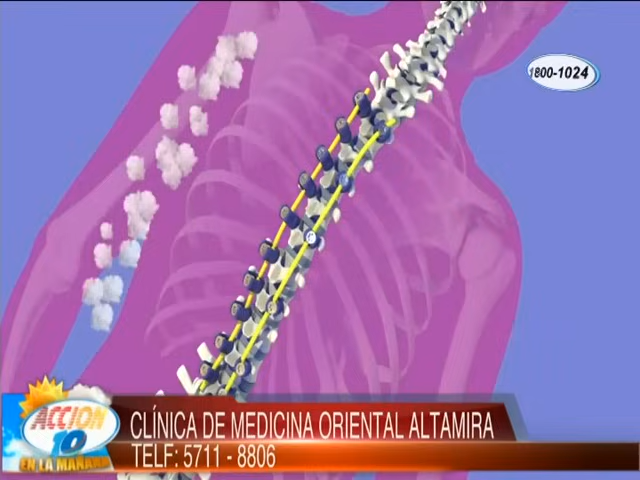 1800-1024
CLÍNICA DE MEDICINA ORIENTAL ALTAMIRA
TELF: 5711 - 8806
ACCION
10
EN LA MAÑANA